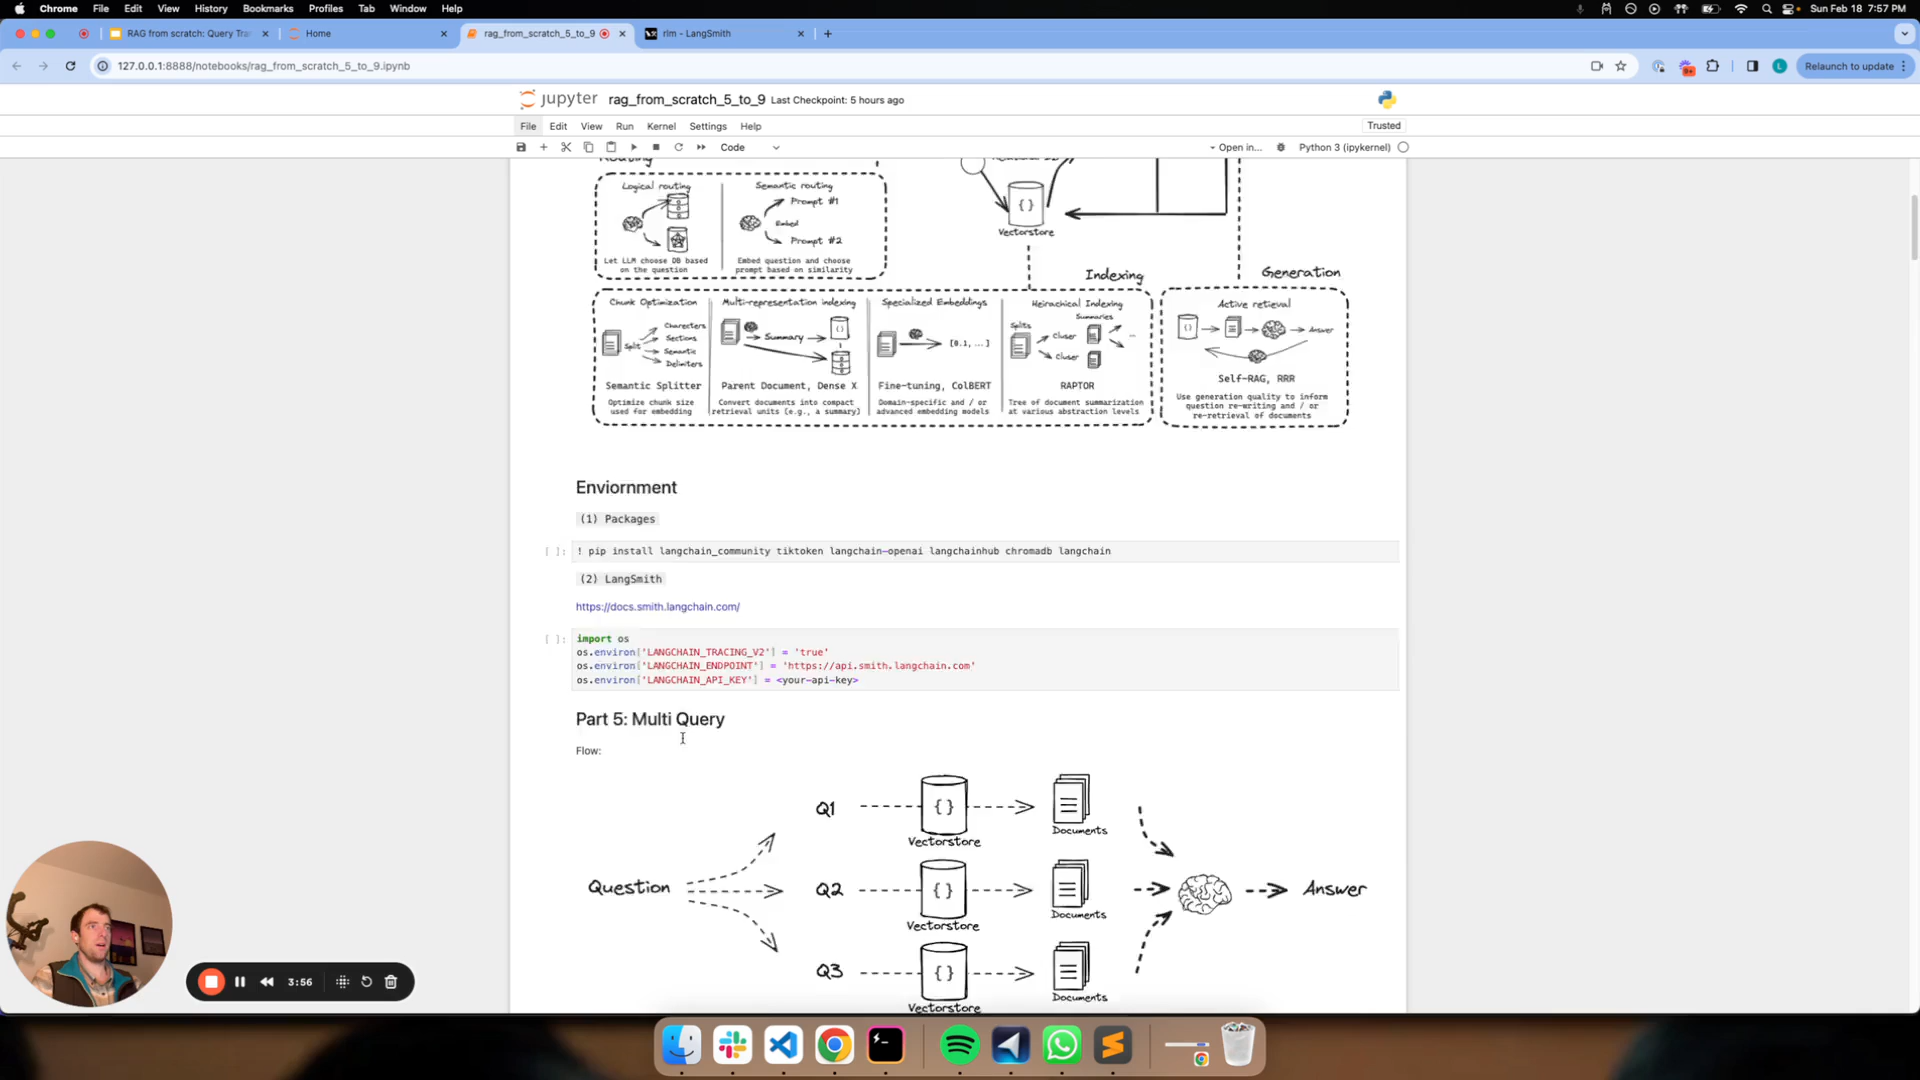 Chrome File Edit View History Bookmarks Profiles Tab Window Help Sun Feb 18 7:57 PM
RAG from scratch: Query Tra Home rag_from_scratch_5_to_9 rlm - LangSmith
127.0.0.1:8888/notebooks/rag_from_scratch_5_to_9.ipynb Relaunch to update
jupyter rag_from_scratch_5_to_9 Last Checkpoint: 5 hours ago
File Edit View Run Kernel Settings Help Trusted
Code Open in... Python 3 (ipykernel)
Routing
Logical routing Semantic routing
Prompt #1
Embed
Prompt #2
Let LLM choose DB based
on the question
Embed question and choose
prompt based on similarity
{ }
Vectorstore
Indexing Generation
Chunk Optimization
Split
Characters
Sections
Semantic
Delimiters
Semantic Splitter
Optimize chunk size
used for embedding
Multi-representation indexing
Summary
{ }
Parent Document, Dense X
Convert documents into compact
retrieval units (e.g., a summary)
Specialized Embeddings
[0.1, ...]
Fine-tuning, ColBERT
Domain-specific and / or
advanced embedding models
Heirachical Indexing
Summaries
Splits
Cluser
Cluser
...
RAPTOR
Tree of document summarization
at various abstraction levels
Active retieval
{ }
Answer
Self-RAG, RRR
Use generation quality to inform
question re-writing and / or
re-retrieval of documents
Enviornment
(1) Packages
[ ]: ! pip install langchain_community tiktoken langchain-openai langchainhub chromadb langchain
(2) LangSmith
https://docs.smith.langchain.com/
[ ]: import os
os.environ['LANGCHAIN_TRACING_V2'] = 'true'
os.environ['LANGCHAIN_ENDPOINT'] = 'https://api.smith.langchain.com'
os.environ['LANGCHAIN_API_KEY'] = <your-api-key>
Part 5: Multi Query
Flow:
Q1 { } Vectorstore Documents
Question Q2 { } Vectorstore Documents Answer
Q3 { } Vectorstore Documents
3:56